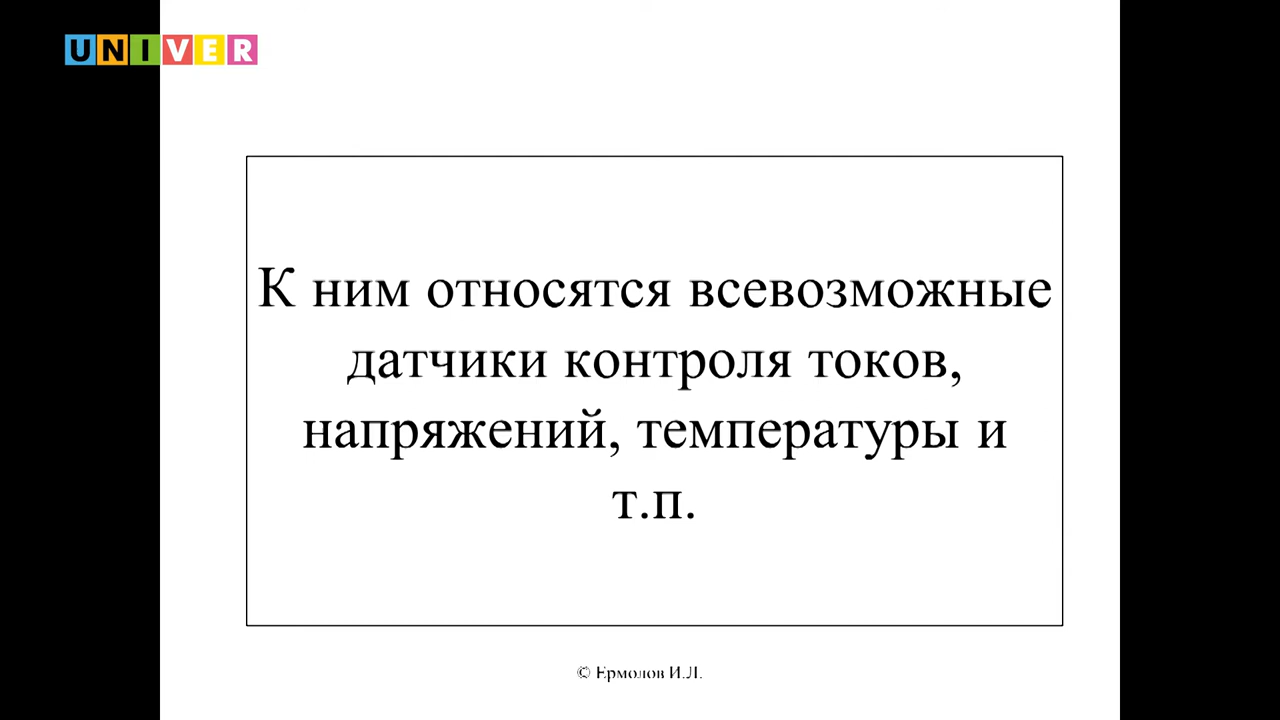 UNIVER
К ним относятся всевозможные
датчики контроля токов,
напряжений, температуры и
т.п.
© Ермолов И.Л.